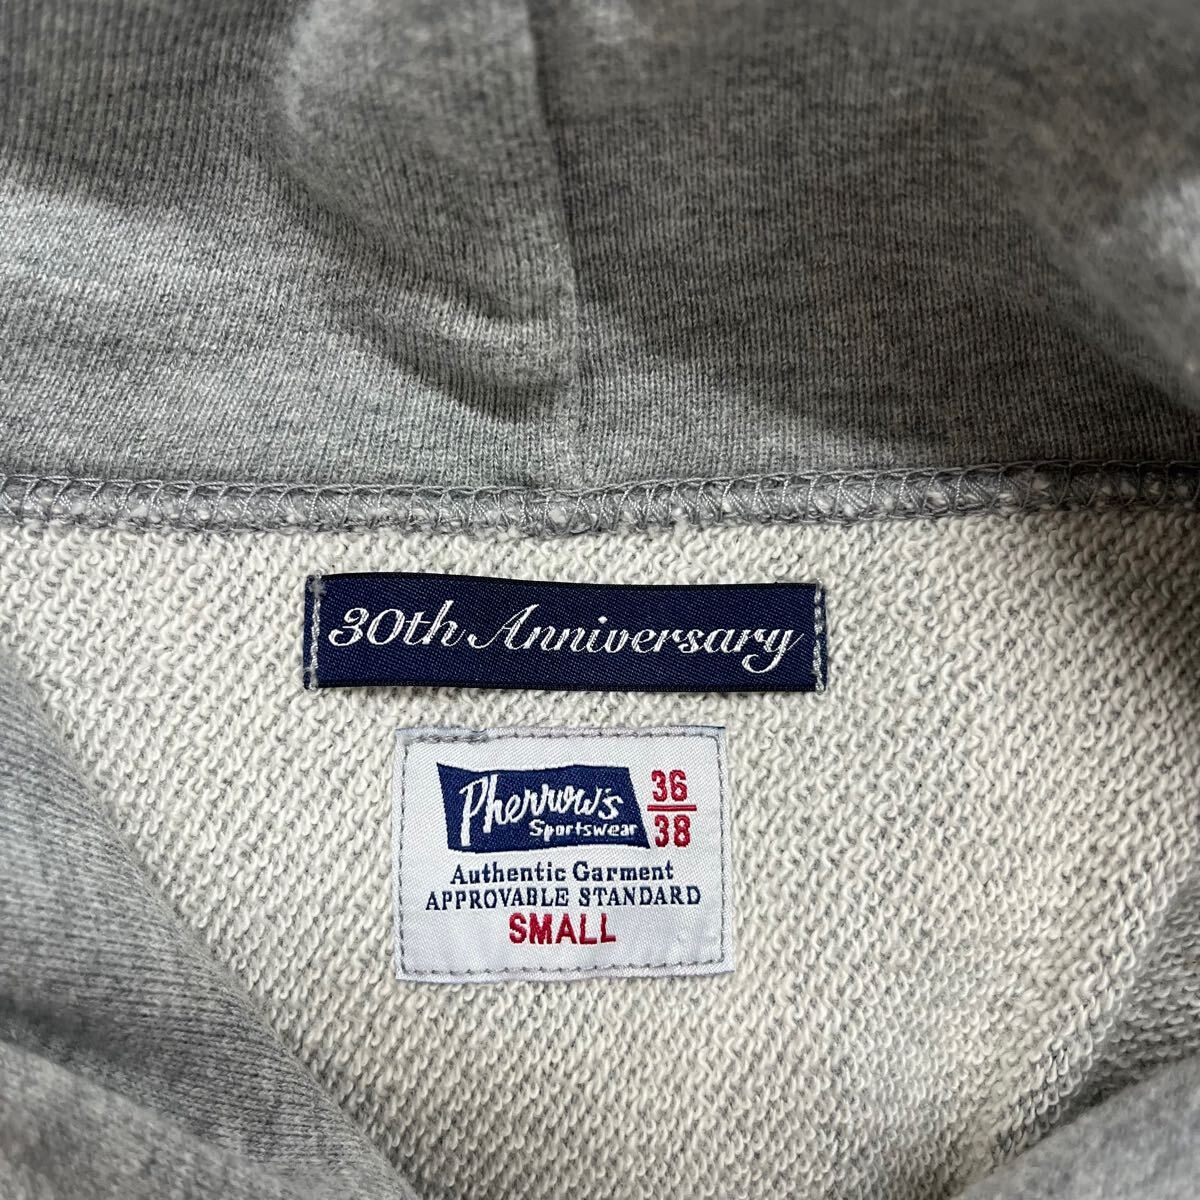 30th Anniversary
Pherrow's
Sportswear
36
38
Authentic Garment
APPROVABLE STANDARD
SMALL